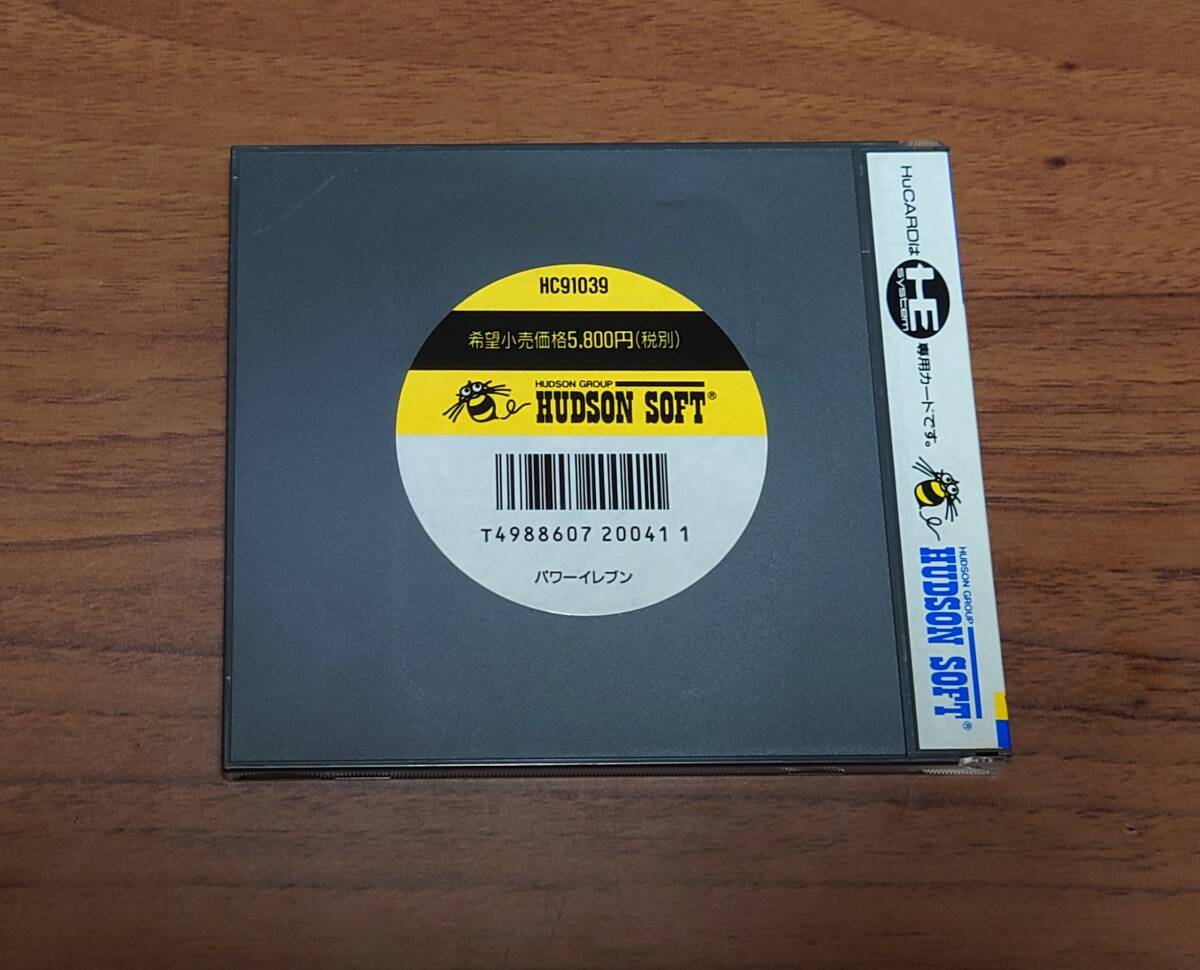 HC91039
希望小売価格5,800円(税別)
HUDSON GROUP
HUDSON SOFT®
T4988607 20041 1
パワーイレブン
HuCARDは HE SYSTEM 専用カードです。
HUDSON GROUP
HUDSON SOFT®